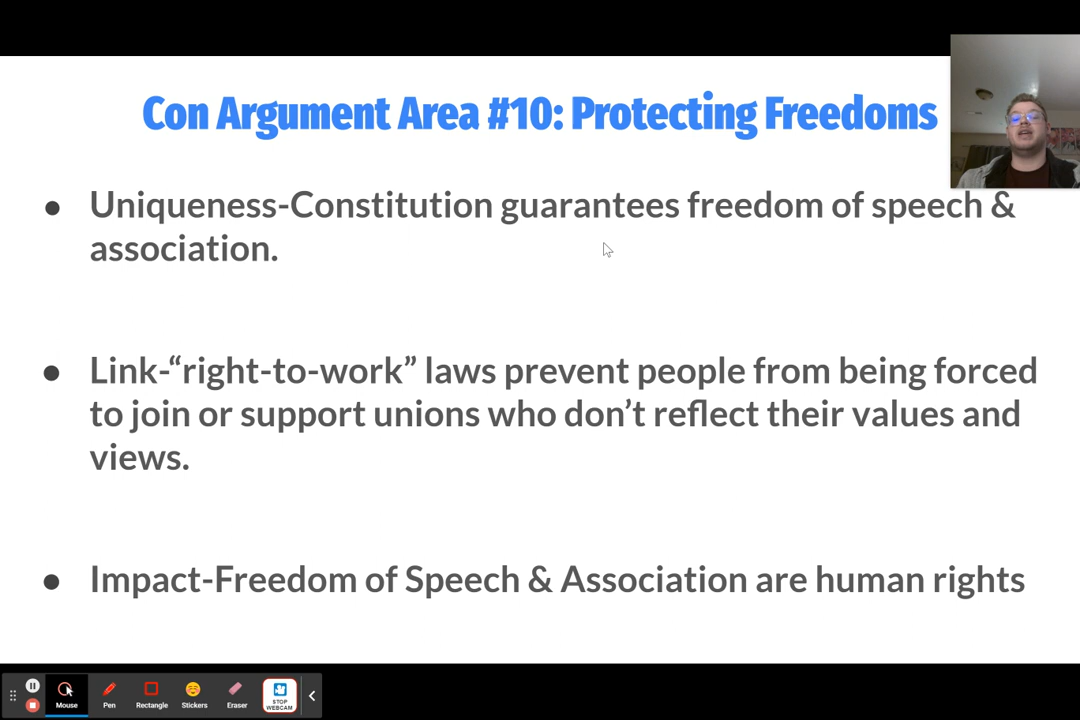 Con Argument Area #10: Protecting Freedoms
● Uniqueness-Constitution guarantees freedom of speech &
association.
● Link-“right-to-work” laws prevent people from being forced
to join or support unions who don’t reflect their values and
views.
● Impact-Freedom of Speech & Association are human rights
Mouse
Pen
Rectangle
Stickers
Eraser
STOP
WEBCAM